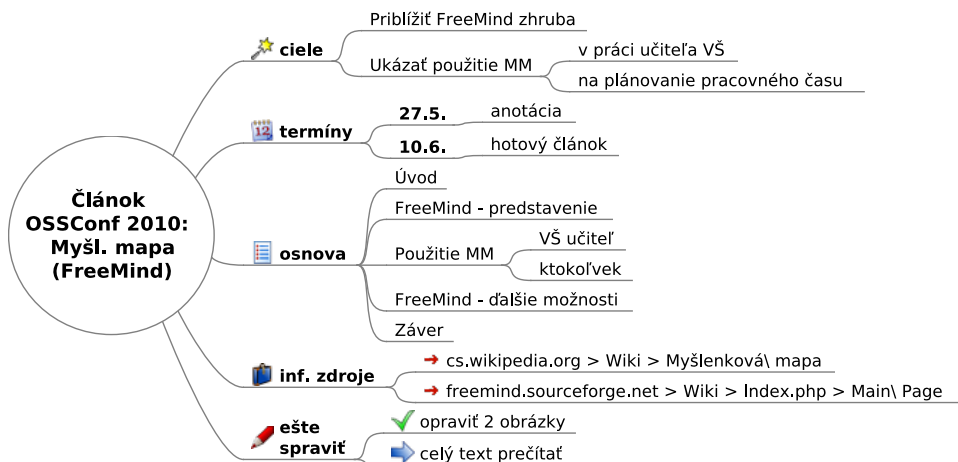 Článok
OSSConf 2010:
Myšl. mapa
(FreeMind)
ciele
Priblížiť FreeMind zhruba
Ukázať použitie MM
v práci učiteľa VŠ
na plánovanie pracovného času
termíny
27.5.
anotácia
10.6.
hotový článok
osnova
Úvod
FreeMind - predstavenie
Použitie MM
VŠ učiteľ
ktokoľvek
FreeMind - ďalšie možnosti
Záver
inf. zdroje
cs.wikipedia.org > Wiki > Myšlenková\ mapa
freemind.sourceforge.net > Wiki > Index.php > Main\ Page
ešte
spraviť
opraviť 2 obrázky
celý text prečítať